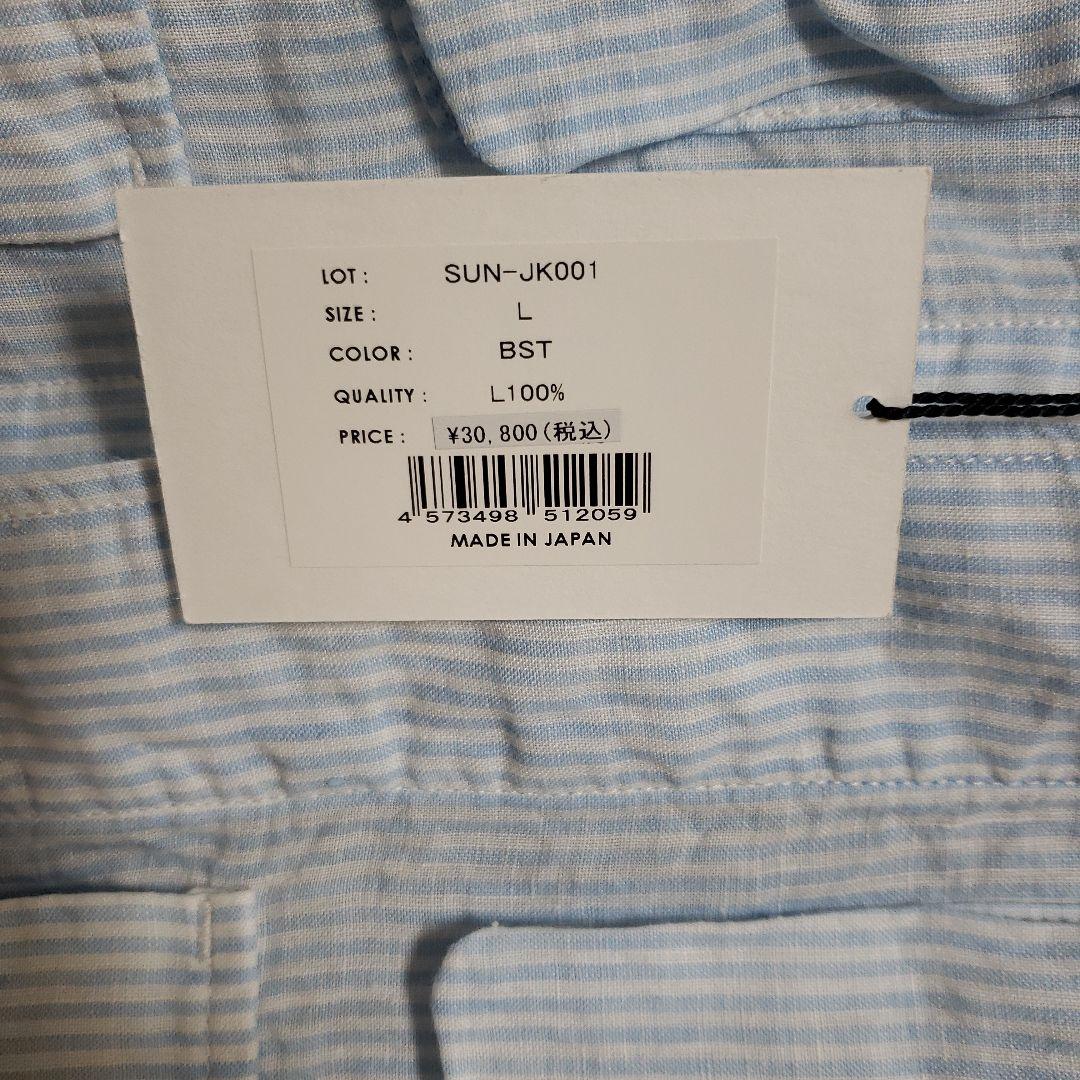 LOT : SUN-JK001
SIZE : L
COLOR : BST
QUALITY : L100%
PRICE : ¥30,800(税込)
4 573498 512059
MADE IN JAPAN